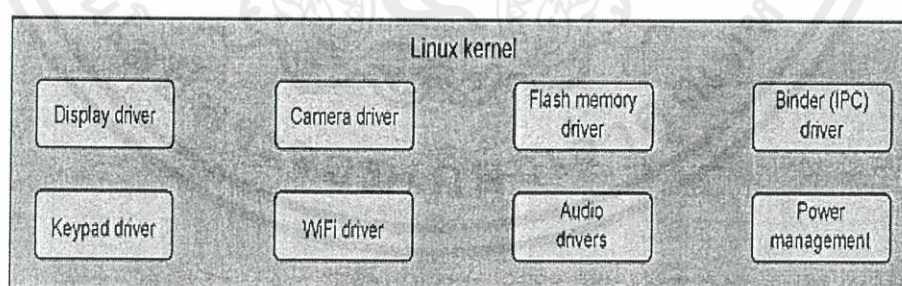 Linux kernel
Display driver
Camera driver
Flash memory
driver
Binder (IPC)
driver
Keypad driver
WiFi driver
Audio
drivers
Power
management